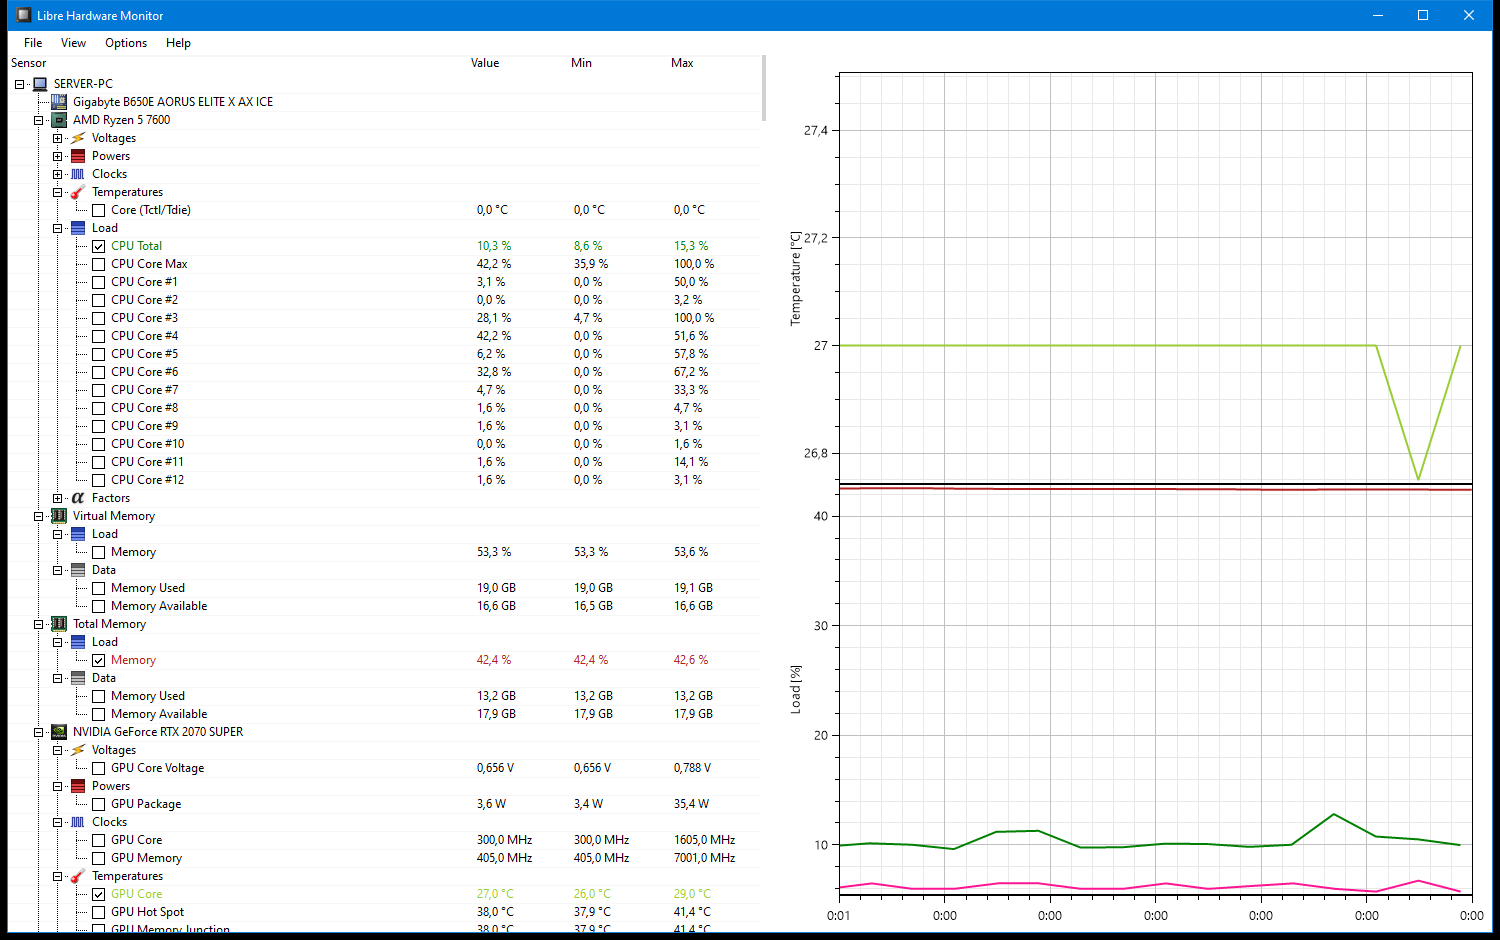 Libre Hardware Monitor
File View Options Help
Sensor Value Min Max
SERVER-PC
Gigabyte B650E AORUS ELITE X AX ICE
AMD Ryzen 5 7600
Voltages
Powers
Clocks
Temperatures
Core (Tctl/Tdie) 0,0 °C 0,0 °C 0,0 °C
Load
CPU Total 10,3 % 8,6 % 15,3 %
CPU Core Max 42,2 % 35,9 % 100,0 %
CPU Core #1 3,1 % 0,0 % 50,0 %
CPU Core #2 0,0 % 0,0 % 3,2 %
CPU Core #3 28,1 % 4,7 % 100,0 %
CPU Core #4 42,2 % 0,0 % 51,6 %
CPU Core #5 6,2 % 0,0 % 57,8 %
CPU Core #6 32,8 % 0,0 % 67,2 %
CPU Core #7 4,7 % 0,0 % 33,3 %
CPU Core #8 1,6 % 0,0 % 4,7 %
CPU Core #9 1,6 % 0,0 % 3,1 %
CPU Core #10 0,0 % 0,0 % 1,6 %
CPU Core #11 1,6 % 0,0 % 14,1 %
CPU Core #12 1,6 % 0,0 % 3,1 %
α Factors
Virtual Memory
Load
Memory 53,3 % 53,3 % 53,6 %
Data
Memory Used 19,0 GB 19,0 GB 19,1 GB
Memory Available 16,6 GB 16,5 GB 16,6 GB
Total Memory
Load
Memory 42,4 % 42,4 % 42,6 %
Data
Memory Used 13,2 GB 13,2 GB 13,2 GB
Memory Available 17,9 GB 17,9 GB 17,9 GB
NVIDIA GeForce RTX 2070 SUPER
Voltages
GPU Core Voltage 0,656 V 0,656 V 0,788 V
Powers
GPU Package 3,6 W 3,4 W 35,4 W
Clocks
GPU Core 300,0 MHz 300,0 MHz 1605,0 MHz
GPU Memory 405,0 MHz 405,0 MHz 7001,0 MHz
Temperatures
GPU Core 27,0 °C 26,0 °C 29,0 °C
GPU Hot Spot 38,0 °C 37,9 °C 41,4 °C
GPU Memory Junction 38,0 °C 37,9 °C 41,4 °C
Temperature [°C]
27,4
27,2
27
26,8
Load [%]
40
30
20
10
0:01 0:00 0:00 0:00 0:00 0:00 0:00